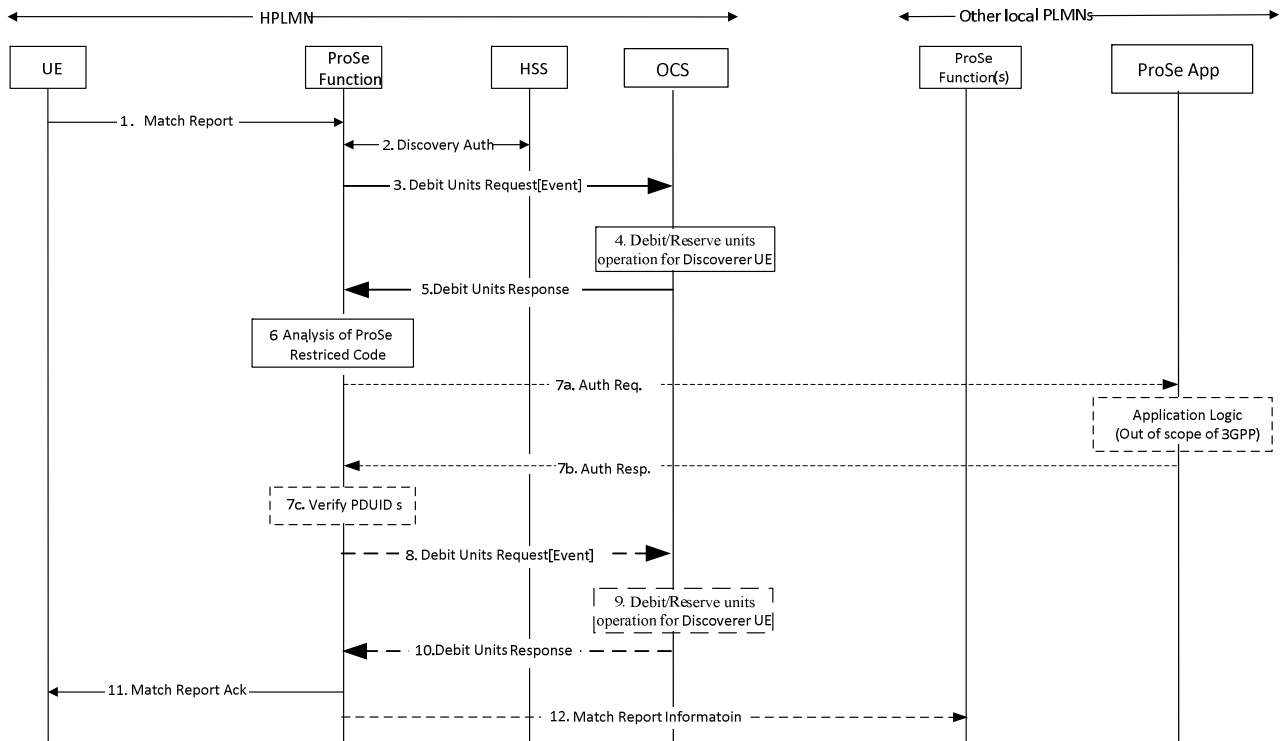 HPLMN
Other local PLMNs
UE
ProSe
Function
HSS
OCS
ProSe
Function(s)
ProSe App
1. Match Report
2. Discovery Auth
3. Debit Units Request[Event]
4. Debit/Reserve units
operation for Discoverer UE
5.Debit Units Response
6 Analysis of ProSe
Restriced Code
7a. Auth Req.
Application Logic
(Out of scope of 3GPP)
7b. Auth Resp.
7c. Verify PDUID s
8. Debit Units Request[Event]
9. Debit/Reserve units
operation for Discoverer UE
10.Debit Units Response
11. Match Report Ack
12. Match Report Informatoin